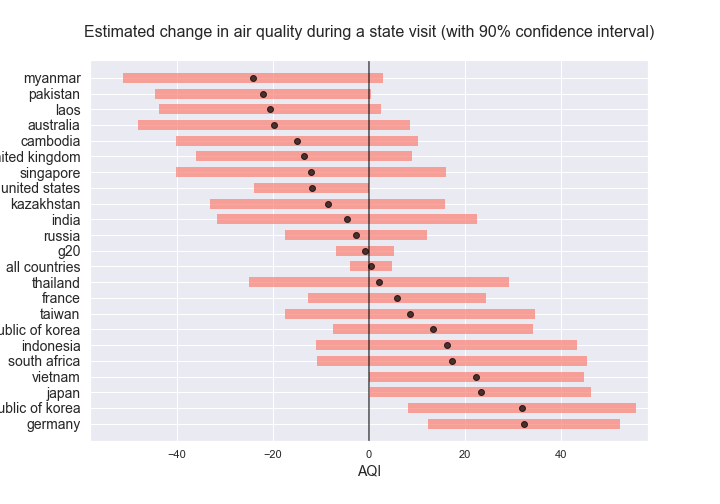 Estimated change in air quality during a state visit (with 90% confidence interval)
myanmar
pakistan
laos
australia
cambodia
nited kingdom
singapore
united states
kazakhstan
india
russia
g20
all countries
thailand
france
taiwan
ublic of korea
indonesia
south africa
vietnam
japan
ublic of korea
germany
−40 −20 0 20 40
AQI